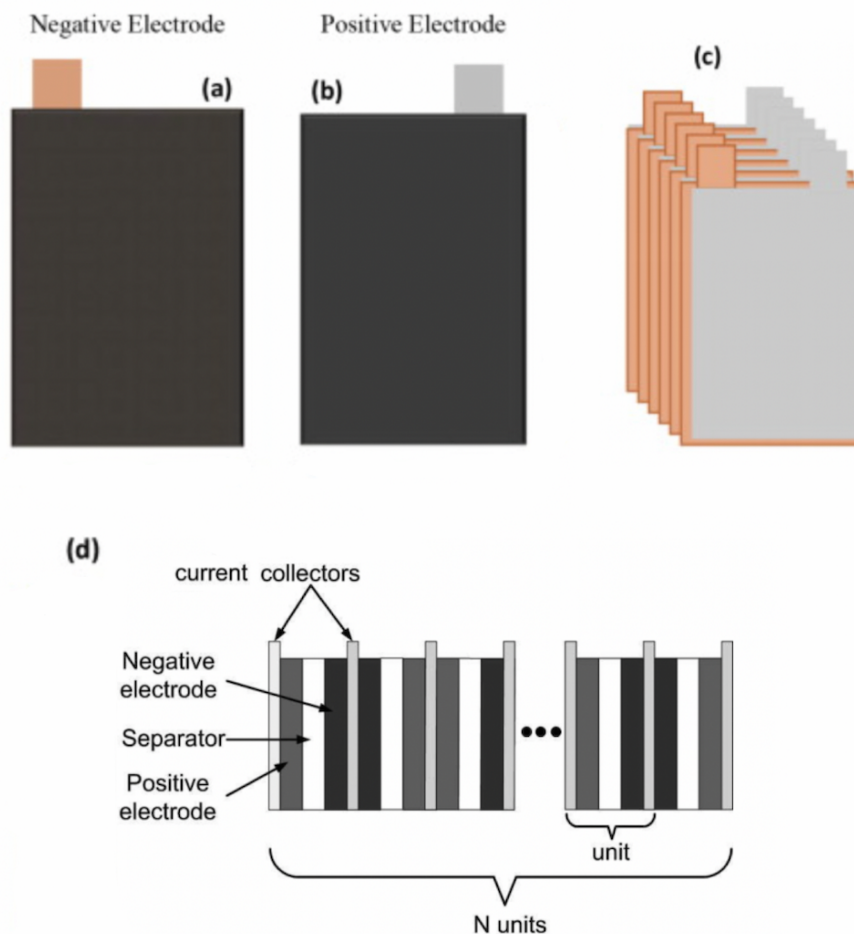 Negative Electrode
Positive Electrode
(a)
(b)
(c)
(d)
current collectors
Negative
electrode
Separator
Positive
electrode
unit
N units